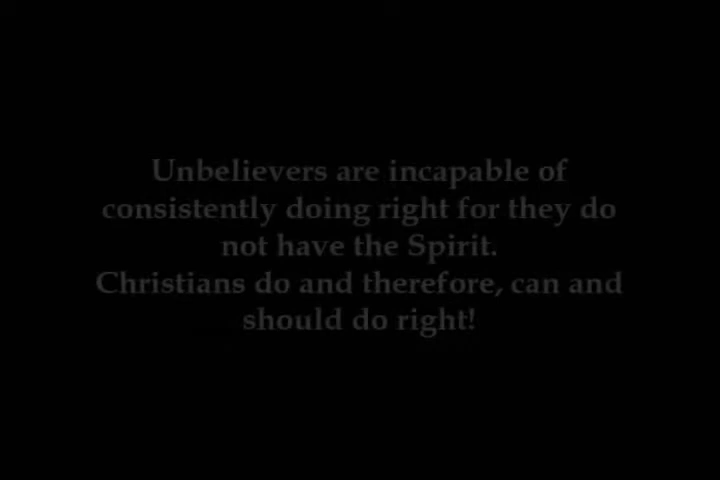 Unbelievers are incapable of
consistently doing right for they do
not have the Spirit.
Christians do and therefore, can and
should do right!